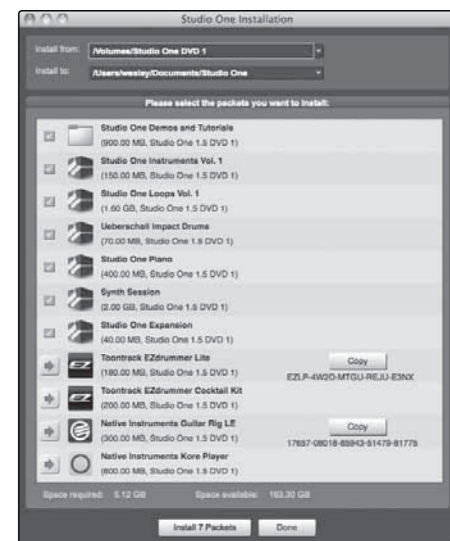 Studio One Installation
Install from: /Volumes/Studio One DVD 1
Install to: /Users/wesley/Documents/Studio One
Please select the packets you want to install:
Studio One Demos and Tutorials
(900.00 MB, Studio One 1.5 DVD 1)
Studio One Instruments Vol. 1
(150.00 MB, Studio One 1.5 DVD 1)
Studio One Loops Vol. 1
(1.60 GB, Studio One 1.5 DVD 1)
Ueberschall Impact Drums
(70.00 MB, Studio One 1.5 DVD 1)
Studio One Piano
(400.00 MB, Studio One 1.5 DVD 1)
Synth Session
(2.00 GB, Studio One 1.5 DVD 1)
Studio One Expansion
(40.00 MB, Studio One 1.5 DVD 1)
EZ Toontrack EZdrummer Lite
(180.00 MB, Studio One 1.5 DVD 1)
Copy
EZLP-4W2O-MTGU-REJU-E3NX
EZ Toontrack EZdrummer Cocktail Kit
(200.00 MB, Studio One 1.5 DVD 1)
Native Instruments Guitar Rig LE
(300.00 MB, Studio One 1.5 DVD 1)
Copy
17657-08018-85943-51479-81775
Native Instruments Kore Player
(600.00 MB, Studio One 1.5 DVD 1)
Space required: 5.12 GB Space available: 163.30 GB
Install 7 Packets Done